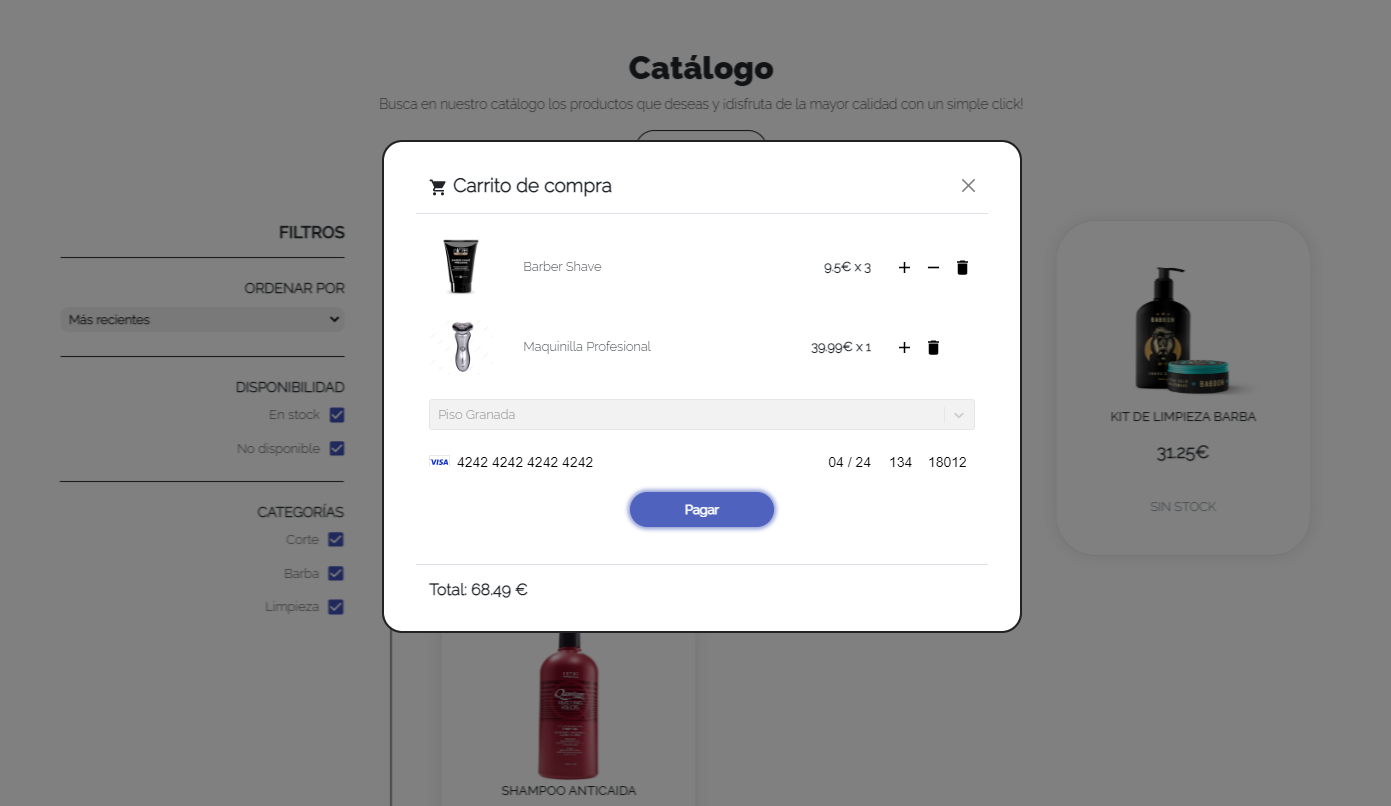 Catálogo
Busca en nuestro catálogo los productos que deseas y ¡disfruta de la mayor calidad con un simple click!
Carrito de compra
Barber Shave
9.5€ x 3
Maquinilla Profesional
39.99€ x 1
Piso Granada
VISA 4242 4242 4242 4242 04 / 24 134 18012
Pagar
Total: 68.49 €
FILTROS
ORDENAR POR
Más recientes
DISPONIBILIDAD
En stock
No disponible
CATEGORÍAS
Corte
Barba
Limpieza
BABOON
BABOON
KIT DE LIMPIEZA BARBA
31.25€
SIN STOCK
SHAMPOO ANTICAIDA